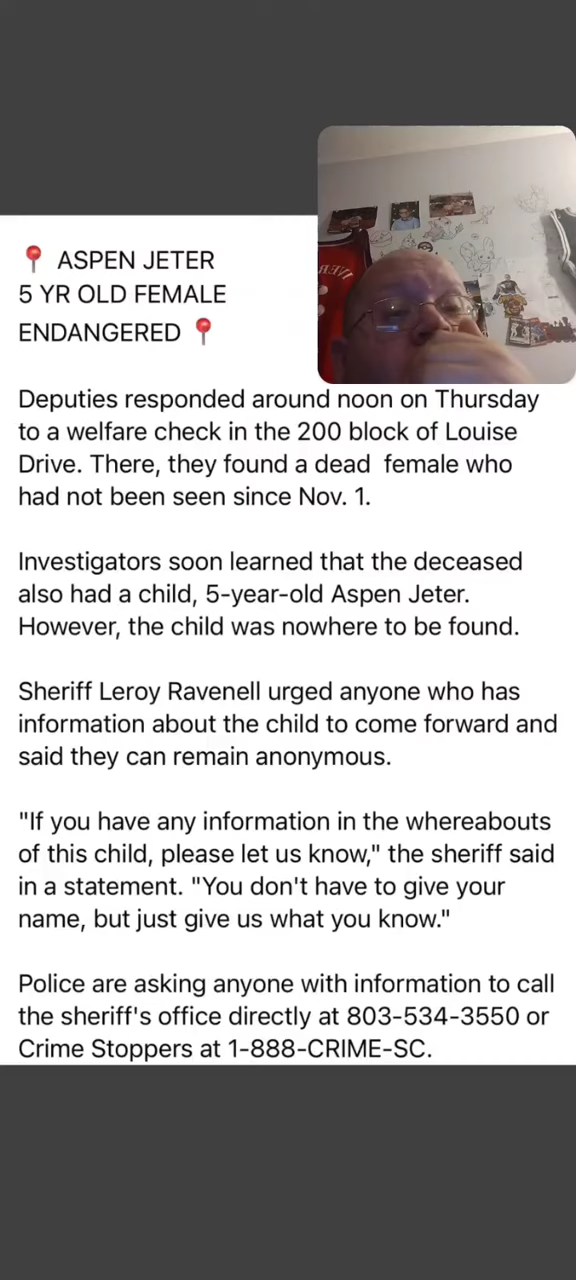 📍 ASPEN JETER
5 YR OLD FEMALE
ENDANGERED 📍
IVER
Deputies responded around noon on Thursday
to a welfare check in the 200 block of Louise
Drive. There, they found a dead female who
had not been seen since Nov. 1.
Investigators soon learned that the deceased
also had a child, 5-year-old Aspen Jeter.
However, the child was nowhere to be found.
Sheriff Leroy Ravenell urged anyone who has
information about the child to come forward and
said they can remain anonymous.
"If you have any information in the whereabouts
of this child, please let us know," the sheriff said
in a statement. "You don't have to give your
name, but just give us what you know."
Police are asking anyone with information to call
the sheriff's office directly at 803-534-3550 or
Crime Stoppers at 1-888-CRIME-SC.